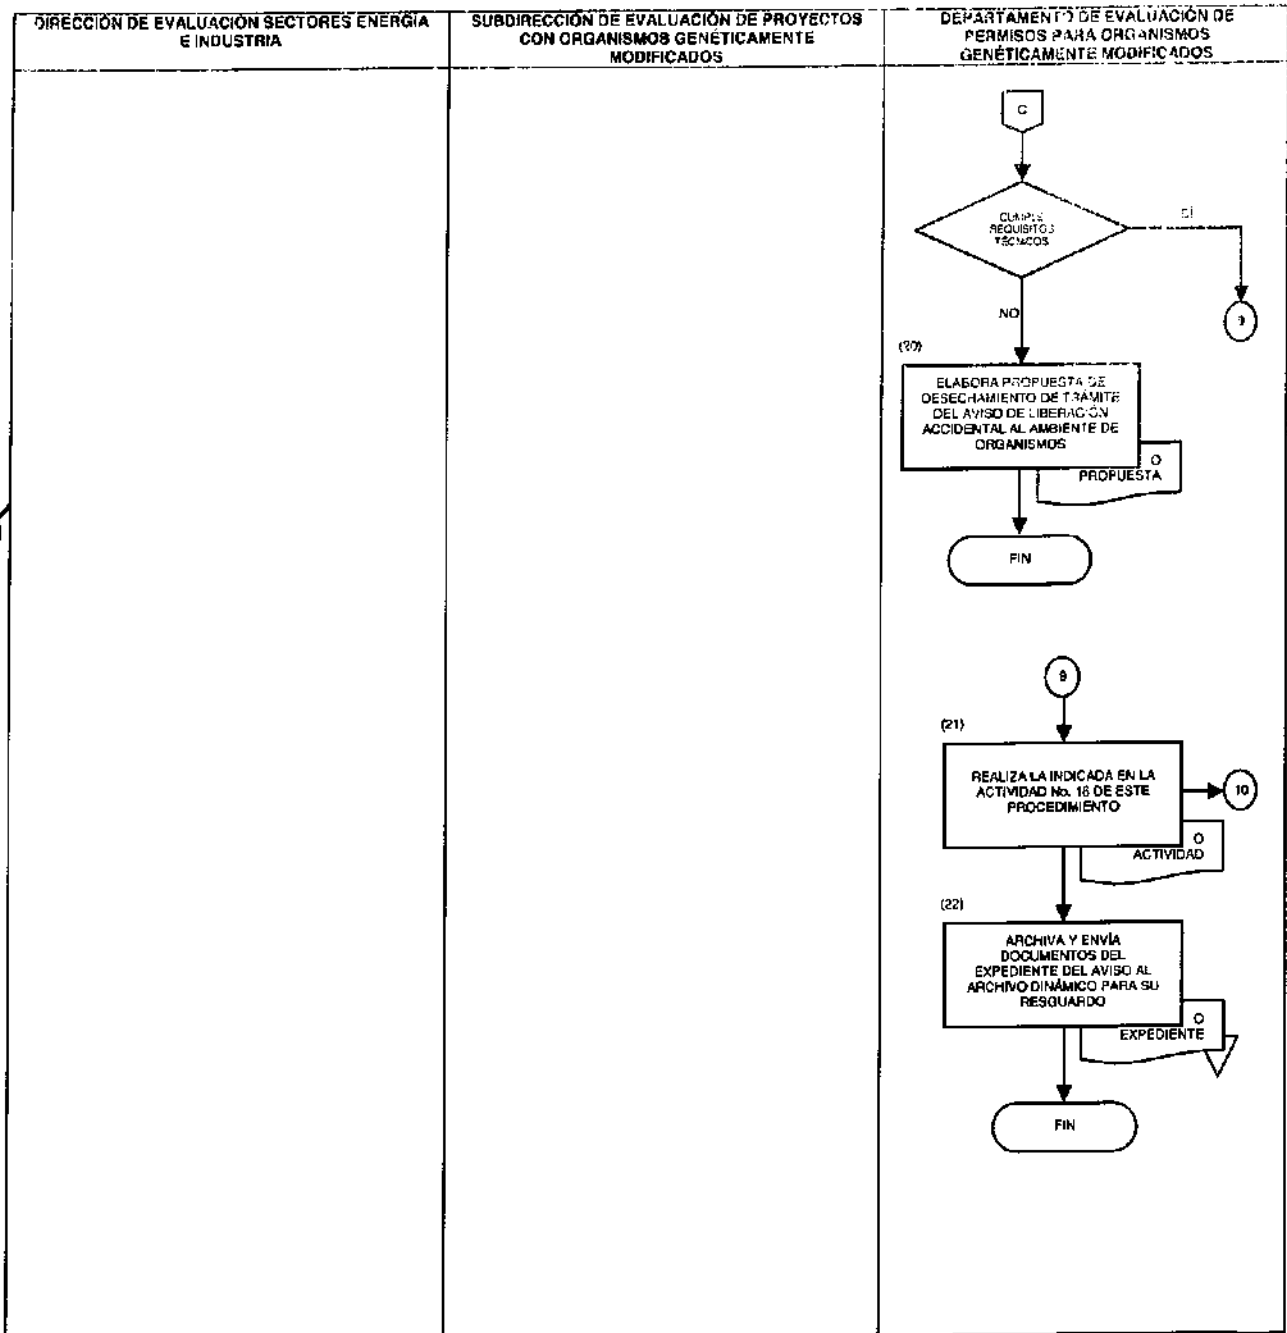 DIRECCIÓN DE EVALUACIÓN SECTORES ENERGÍA
E INDUSTRIA
SUBDIRECCIÓN DE EVALUACIÓN DE PROYECTOS
CON ORGANISMOS GENÉTICAMENTE
MODIFICADOS
DEPARTAMENTO DE EVALUACIÓN DE
PERMISOS PARA ORGANISMOS
GENÉTICAMENTE MODIFICADOS
C
CUMPLE
REQUISITOS
TÉCNICOS
SÍ
NO
(20)
ELABORA PROPUESTA DE
DESECHAMIENTO DE TRÁMITE
DEL AVISO DE LIBERACIÓN
ACCIDENTAL AL AMBIENTE DE
ORGANISMOS
O
PROPUESTA
FIN
(21)
REALIZA LA INDICADA EN LA
ACTIVIDAD No. 18 DE ESTE
PROCEDIMIENTO
10
O
ACTIVIDAD
(22)
ARCHIVA Y ENVÍA
DOCUMENTOS DEL
EXPEDIENTE DEL AVISO AL
ARCHIVO DINÁMICO PARA SU
RESGUARDO
O
EXPEDIENTE
FIN